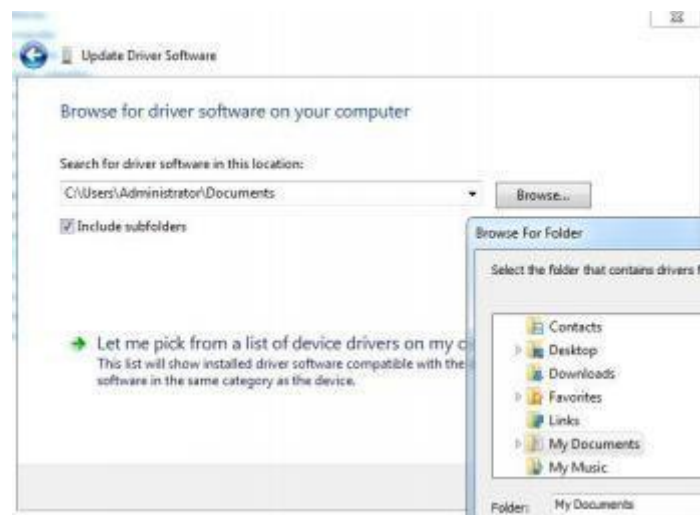 Update Driver Software
Browse for driver software on your computer
Search for driver software in this location:
C:\Users\Administrator\Documents
Browse...
Include subfolders
Browse For Folder
Select the folder that contains drivers f
Contacts
Desktop
Downloads
Favorites
Links
My Documents
My Music
Let me pick from a list of device drivers on my c
This list will show installed driver software compatible with the
software in the same category as the device.
Folder: My Documents